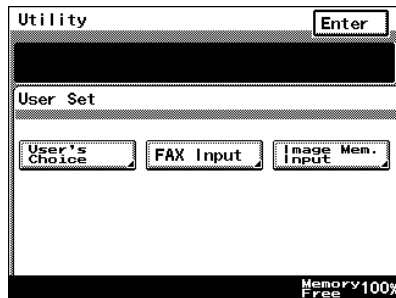 Utility
Enter
User Set
User's
Choice
FAX Input
Image Mem.
Input
Memory
Free 100%